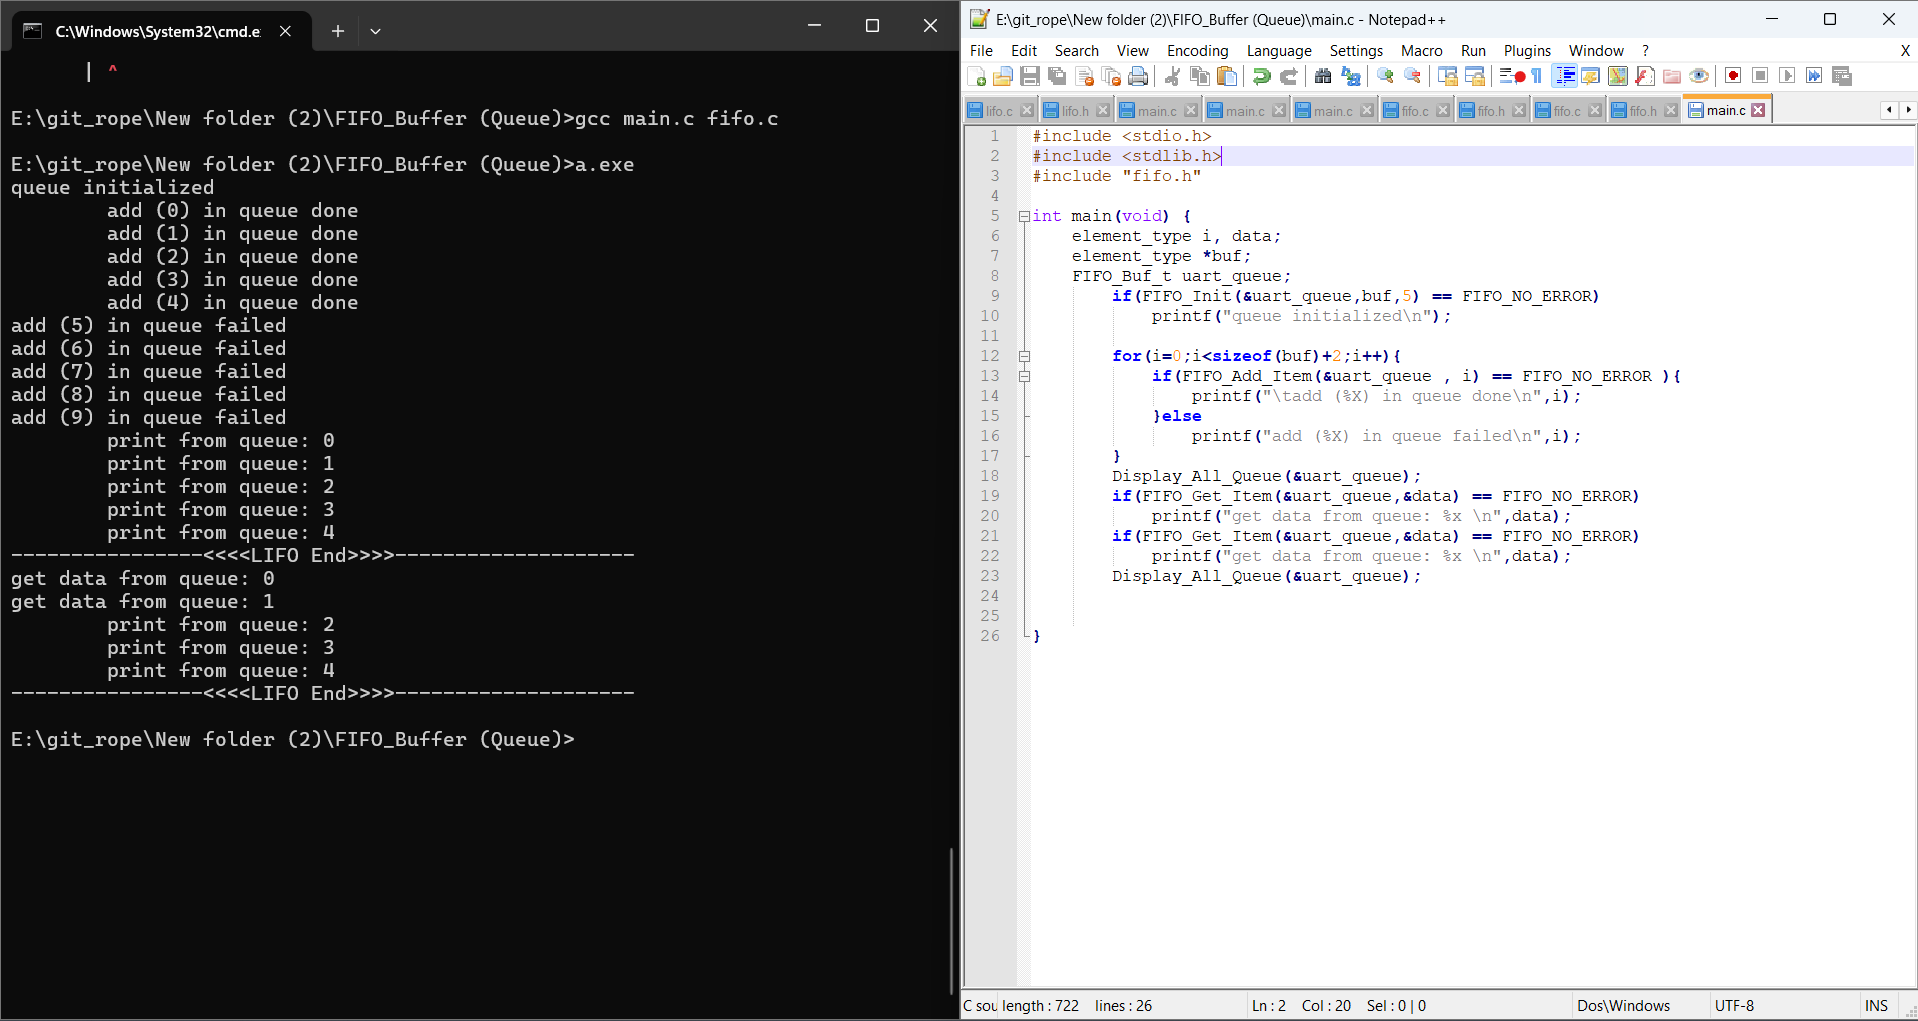 C:\Windows\System32\cmd.e
| ^
E:\git_rope\New folder (2)\FIFO_Buffer (Queue)>gcc main.c fifo.c
E:\git_rope\New folder (2)\FIFO_Buffer (Queue)>a.exe
queue initialized
add (0) in queue done
add (1) in queue done
add (2) in queue done
add (3) in queue done
add (4) in queue done
add (5) in queue failed
add (6) in queue failed
add (7) in queue failed
add (8) in queue failed
add (9) in queue failed
print from queue: 0
print from queue: 1
print from queue: 2
print from queue: 3
print from queue: 4
----------------<<<<LIFO End>>>>--------------------
get data from queue: 0
get data from queue: 1
print from queue: 2
print from queue: 3
print from queue: 4
----------------<<<<LIFO End>>>>--------------------
E:\git_rope\New folder (2)\FIFO_Buffer (Queue)>
E:\git_rope\New folder (2)\FIFO_Buffer (Queue)\main.c - Notepad++
File Edit Search View Encoding Language Settings Macro Run Plugins Window ? X
lifo.c lifo.h main.c main.c main.c fifo.c fifo.h fifo.c fifo.h main.c
1 #include <stdio.h>
2 #include <stdlib.h>
3 #include "fifo.h"
4
5 int main(void) {
6 element_type i, data;
7 element_type *buf;
8 FIFO_Buf_t uart_queue;
9 if(FIFO_Init(&uart_queue,buf,5) == FIFO_NO_ERROR)
10 printf("queue initialized\n");
11
12 for(i=0;i<sizeof(buf)+2;i++){
13 if(FIFO_Add_Item(&uart_queue , i) == FIFO_NO_ERROR ){
14 printf("\tadd (%X) in queue done\n",i);
15 }else
16 printf("add (%X) in queue failed\n",i);
17 }
18 Display_All_Queue(&uart_queue);
19 if(FIFO_Get_Item(&uart_queue,&data) == FIFO_NO_ERROR)
20 printf("get data from queue: %x \n",data);
21 if(FIFO_Get_Item(&uart_queue,&data) == FIFO_NO_ERROR)
22 printf("get data from queue: %x \n",data);
23 Display_All_Queue(&uart_queue);
24
25
26 }
C sou length : 722 lines : 26 Ln : 2 Col : 20 Sel : 0 | 0 Dos\Windows UTF-8 INS